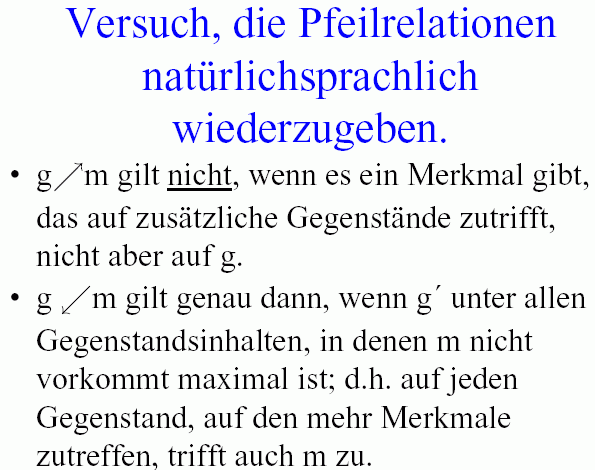 Versuch, die Pfeilrelationen
natürlichsprachlich
wiederzugeben.
• g↗m gilt nicht, wenn es ein Merkmal gibt,
das auf zusätzliche Gegenstände zutrifft,
nicht aber auf g.
• g ↙m gilt genau dann, wenn g´ unter allen
Gegenstandsinhalten, in denen m nicht
vorkommt maximal ist; d.h. auf jeden
Gegenstand, auf den mehr Merkmale
zutreffen, trifft auch m zu.